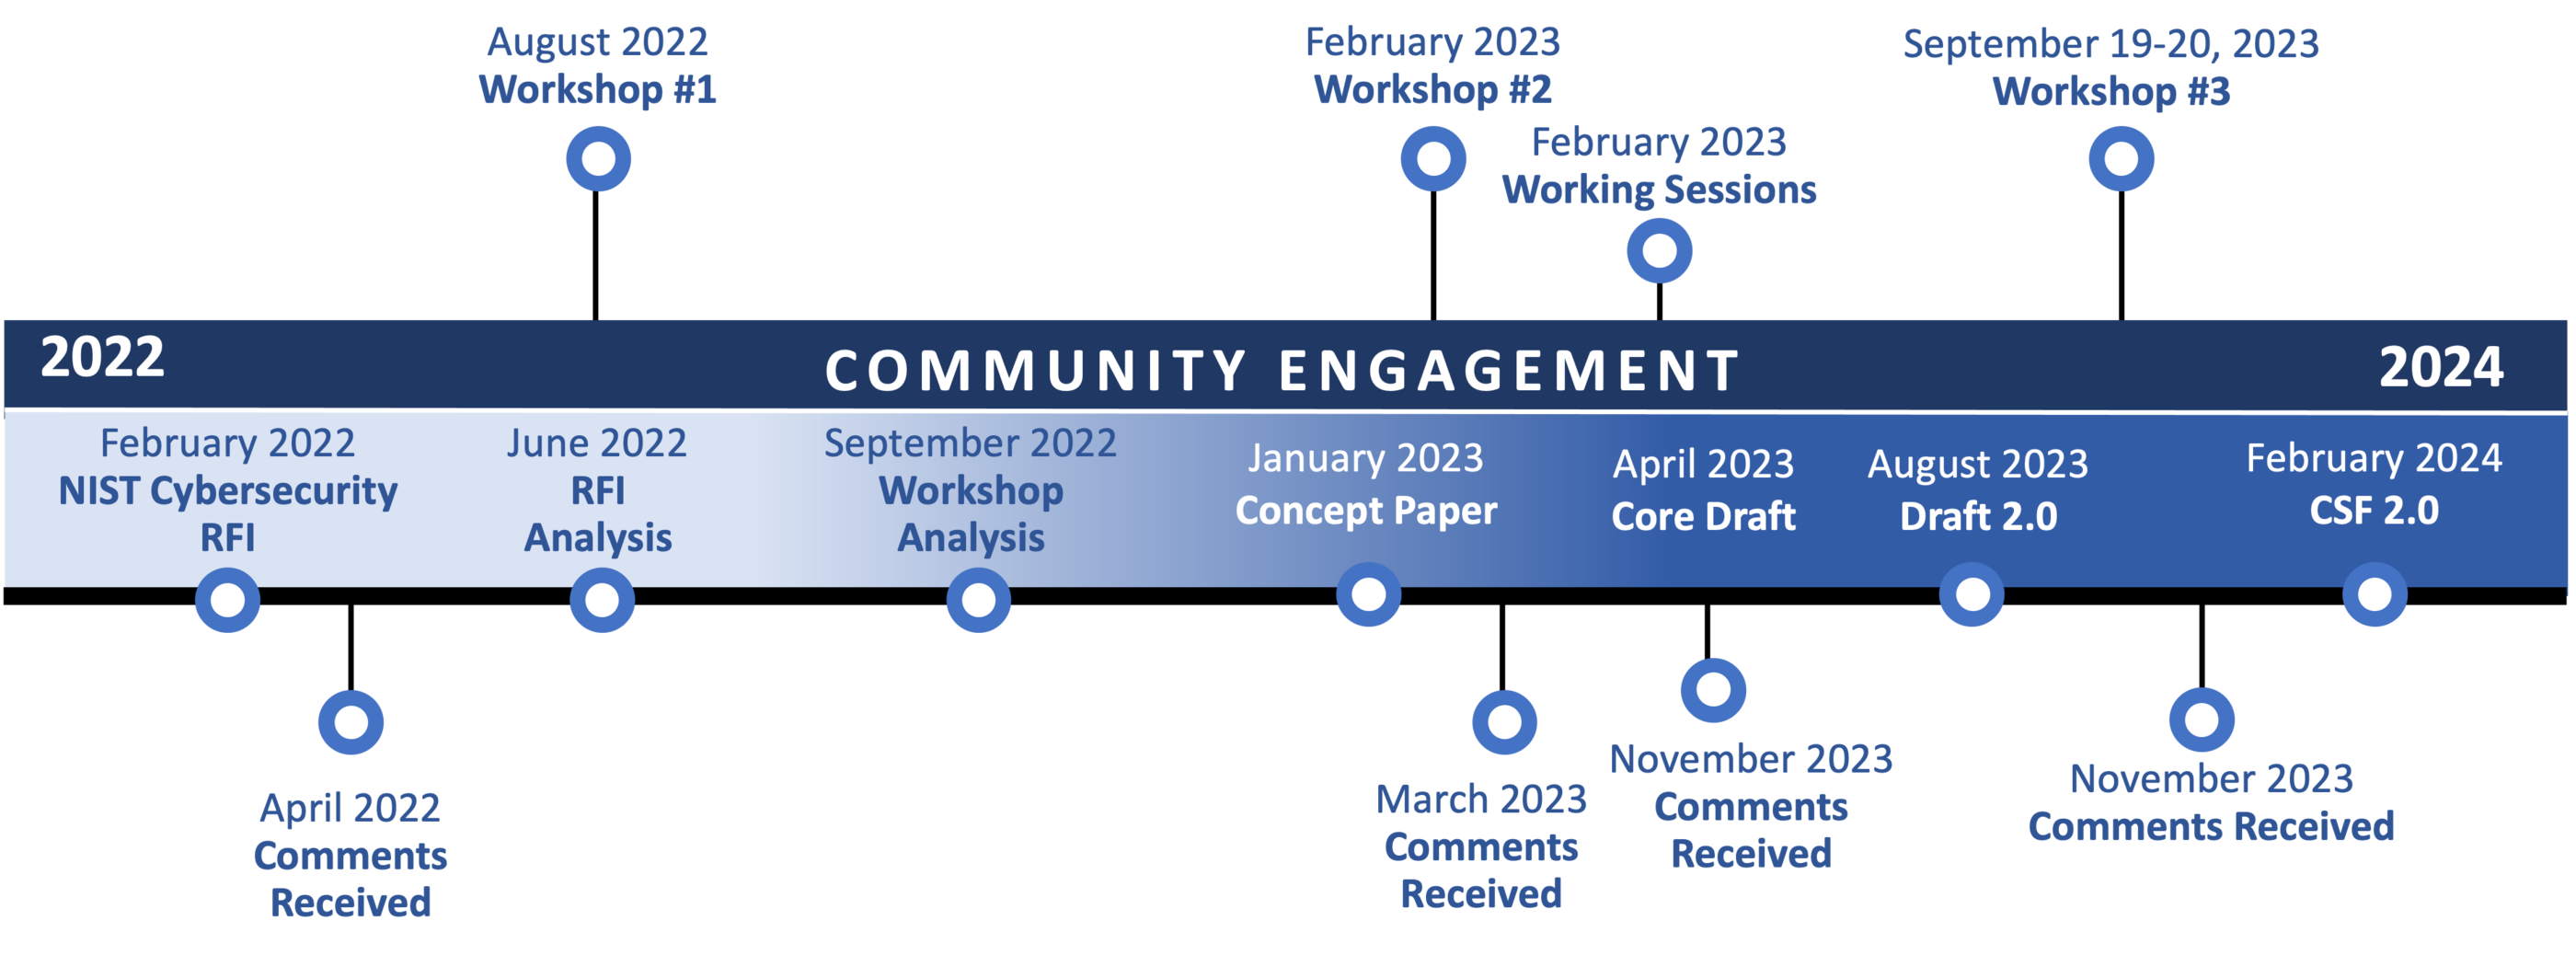 August 2022
Workshop #1
February 2023
Workshop #2
February 2023
Working Sessions
September 19-20, 2023
Workshop #3
2022
COMMUNITY ENGAGEMENT
2024
February 2022
NIST Cybersecurity
RFI
June 2022
RFI
Analysis
September 2022
Workshop
Analysis
January 2023
Concept Paper
April 2023
Core Draft
August 2023
Draft 2.0
February 2024
CSF 2.0
April 2022
Comments
Received
March 2023
Comments
Received
November 2023
Comments
Received
November 2023
Comments Received